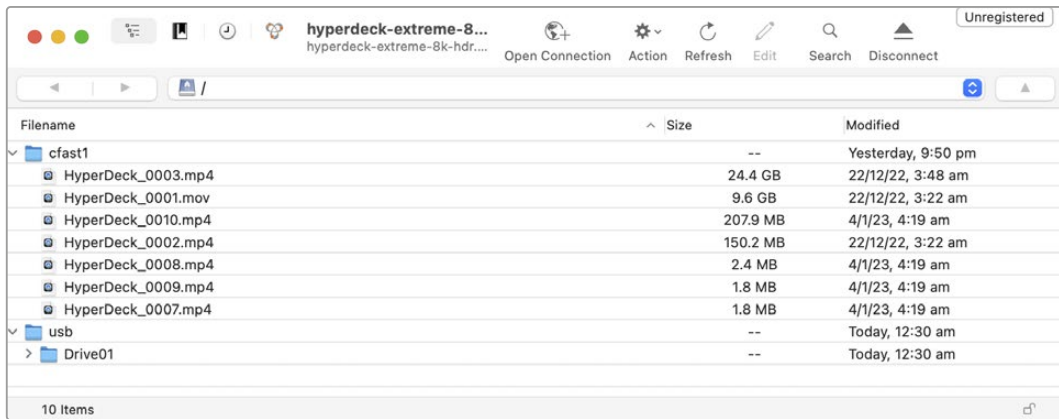 hyperdeck-extreme-8...
hyperdeck-extreme-8k-hdr....
Open Connection Action Refresh Edit Search Disconnect
Unregistered
/
Filename Size Modified
cfast1 -- Yesterday, 9:50 pm
HyperDeck_0003.mp4 24.4 GB 22/12/22, 3:48 am
HyperDeck_0001.mov 9.6 GB 22/12/22, 3:22 am
HyperDeck_0010.mp4 207.9 MB 4/1/23, 4:19 am
HyperDeck_0002.mp4 150.2 MB 22/12/22, 3:22 am
HyperDeck_0008.mp4 2.4 MB 4/1/23, 4:19 am
HyperDeck_0009.mp4 1.8 MB 4/1/23, 4:19 am
HyperDeck_0007.mp4 1.8 MB 4/1/23, 4:19 am
usb -- Today, 12:30 am
Drive01 -- Today, 12:30 am
10 Items